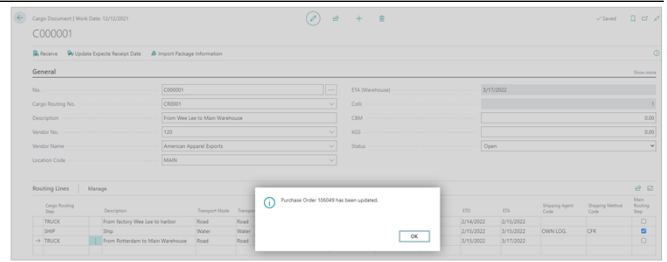 Cargo Document | Work Date: 12/12/2021
Saved
C000001
Receive Update Expecte Receipt Date Import Package Information
General
Show more
No. C000001
Cargo Routing No. CR0001
Description From Wee Lee to Main Warehouse
Vendor No. 120
Vendor Name American Apparel Exports
Location Code MAIN
ETA (Warehouse) 3/17/2022
Colli 1
CBM 0.00
KGS 0.00
Status Open
Routing Lines Manage
Cargo Routing Step Description Transport Mode ETD ETA Shipping Agent Code Shipping Method Code Main Routing Step
TRUCK From factory Wee Lee to harbor Road Road 2/14/2022 2/15/2022
SHIP Ship Water Water 2/15/2022 3/15/2022 OWN LOG. CFR
TRUCK From Rotterdam to Main Warehouse Road Road 3/15/2022 3/17/2022
Purchase Order 106049 has been updated.
OK